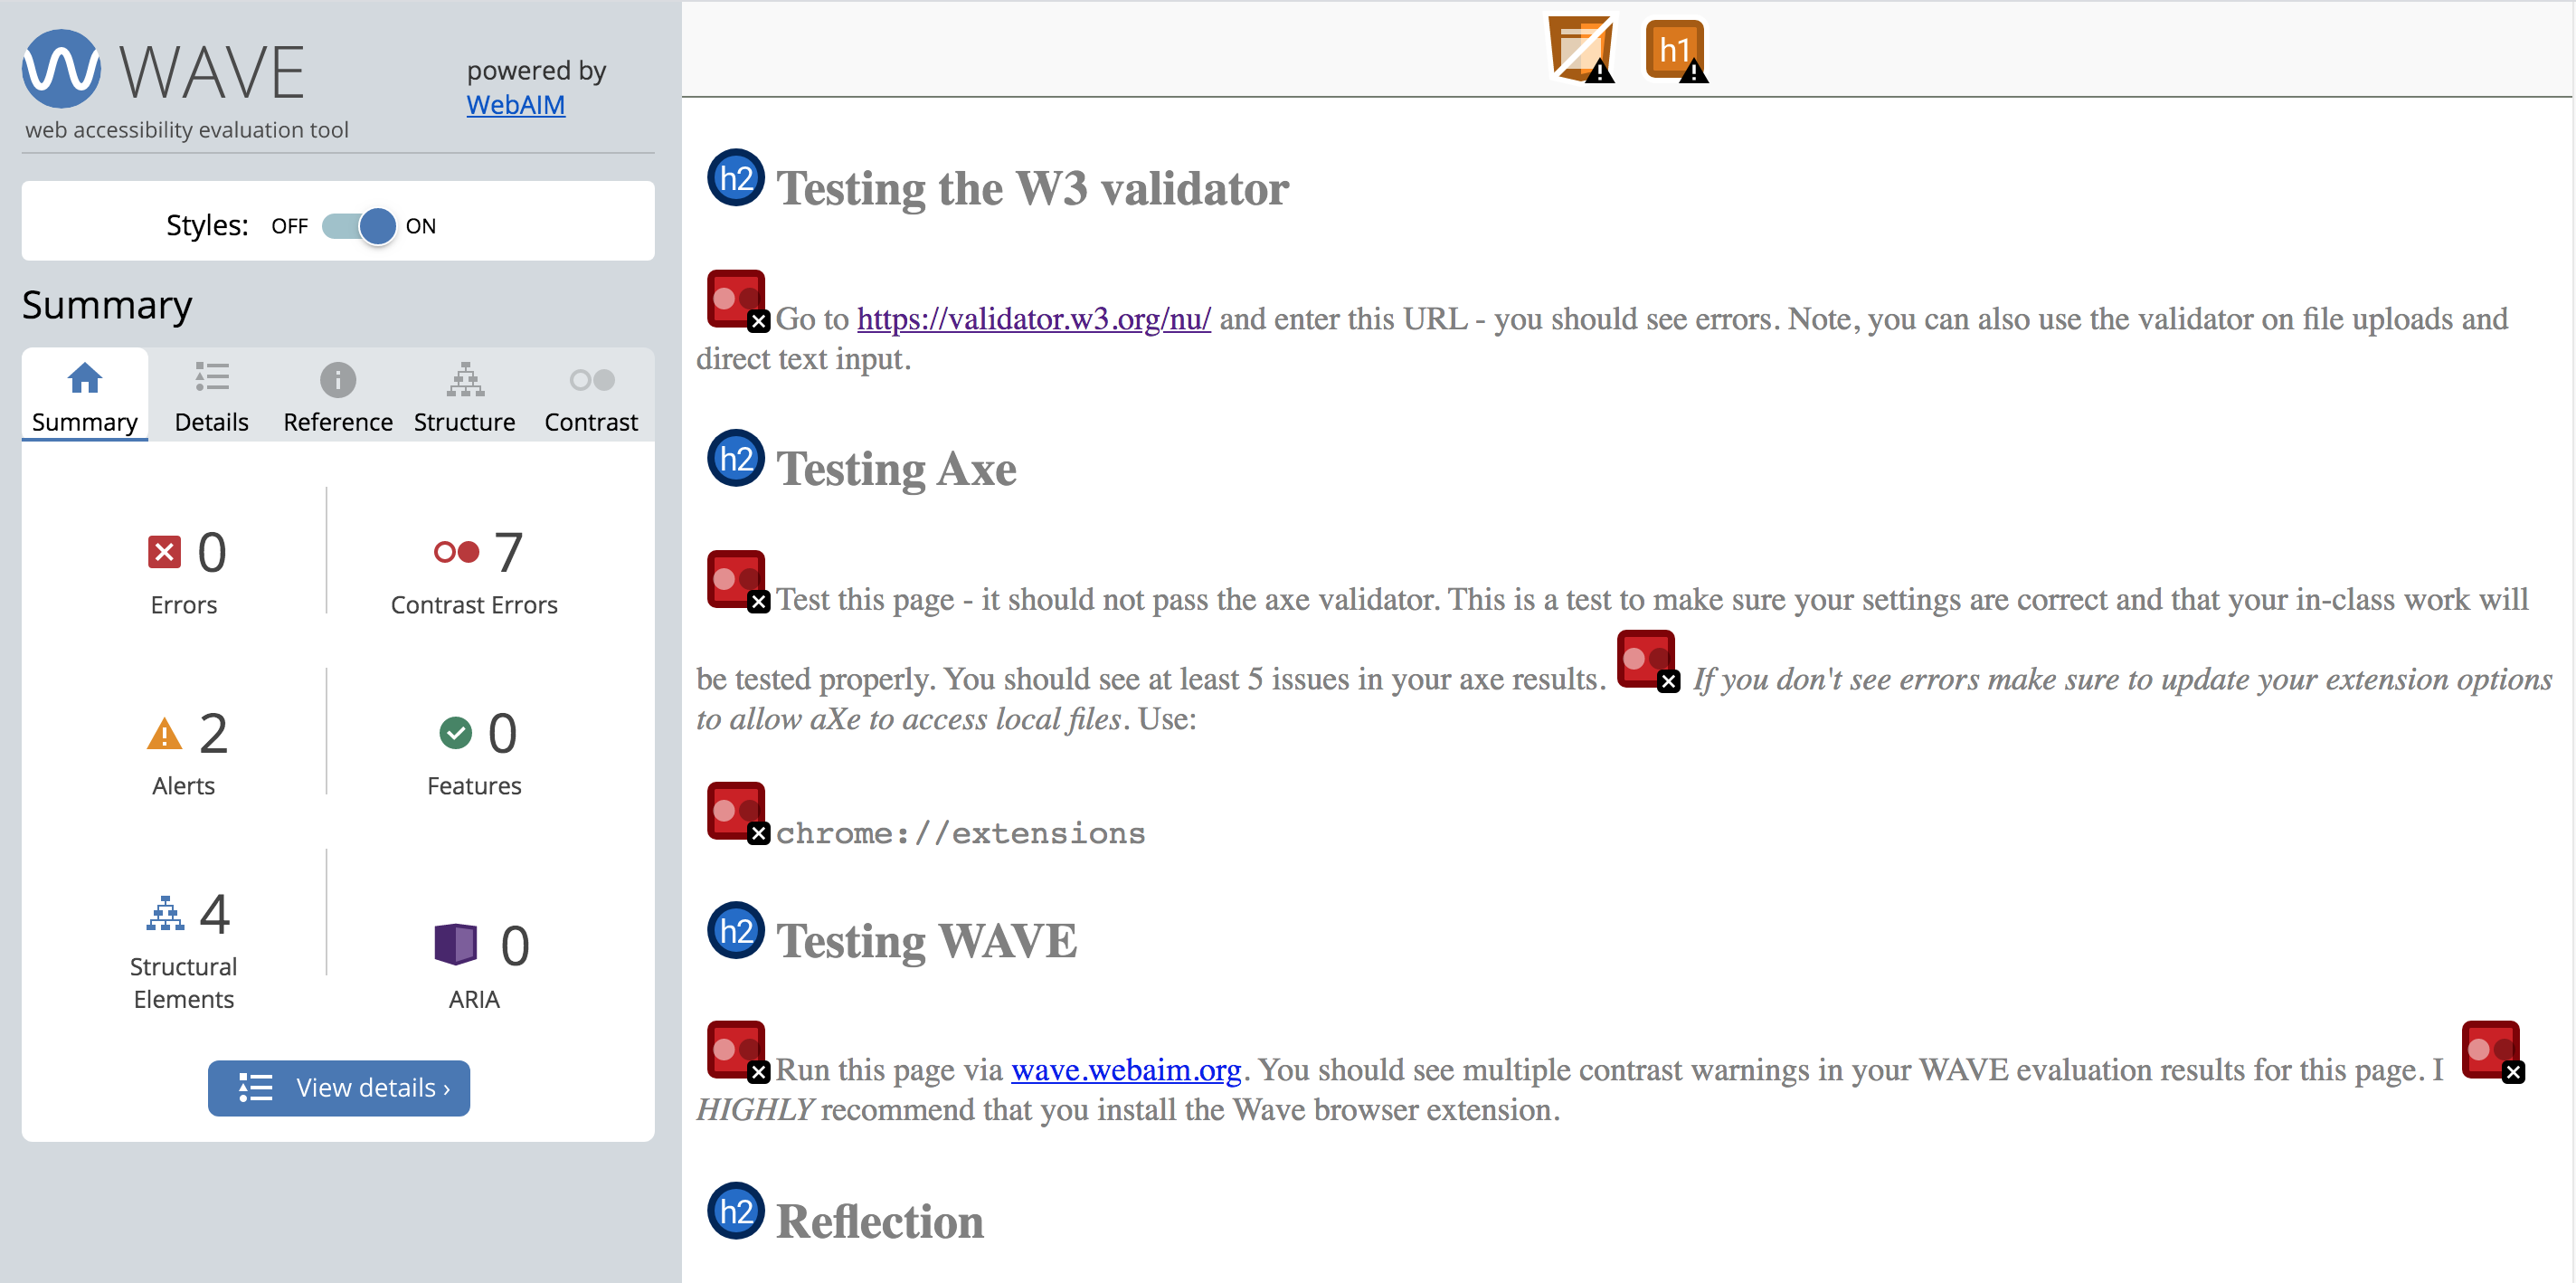 WAVE
web accessibility evaluation tool
powered by
WebAIM
Styles: OFF ON
Summary
Summary Details Reference Structure Contrast
0 Errors
7 Contrast Errors
2 Alerts
0 Features
4 Structural
Elements
0 ARIA
View details ›
h1
h2 Testing the W3 validator
Go to https://validator.w3.org/nu/ and enter this URL - you should see errors. Note, you can also use the validator on file uploads and
direct text input.
h2 Testing Axe
Test this page - it should not pass the axe validator. This is a test to make sure your settings are correct and that your in-class work will
be tested properly. You should see at least 5 issues in your axe results. If you don't see errors make sure to update your extension options
to allow aXe to access local files. Use:
chrome://extensions
h2 Testing WAVE
Run this page via wave.webaim.org. You should see multiple contrast warnings in your WAVE evaluation results for this page. I
HIGHLY recommend that you install the Wave browser extension.
h2 Reflection